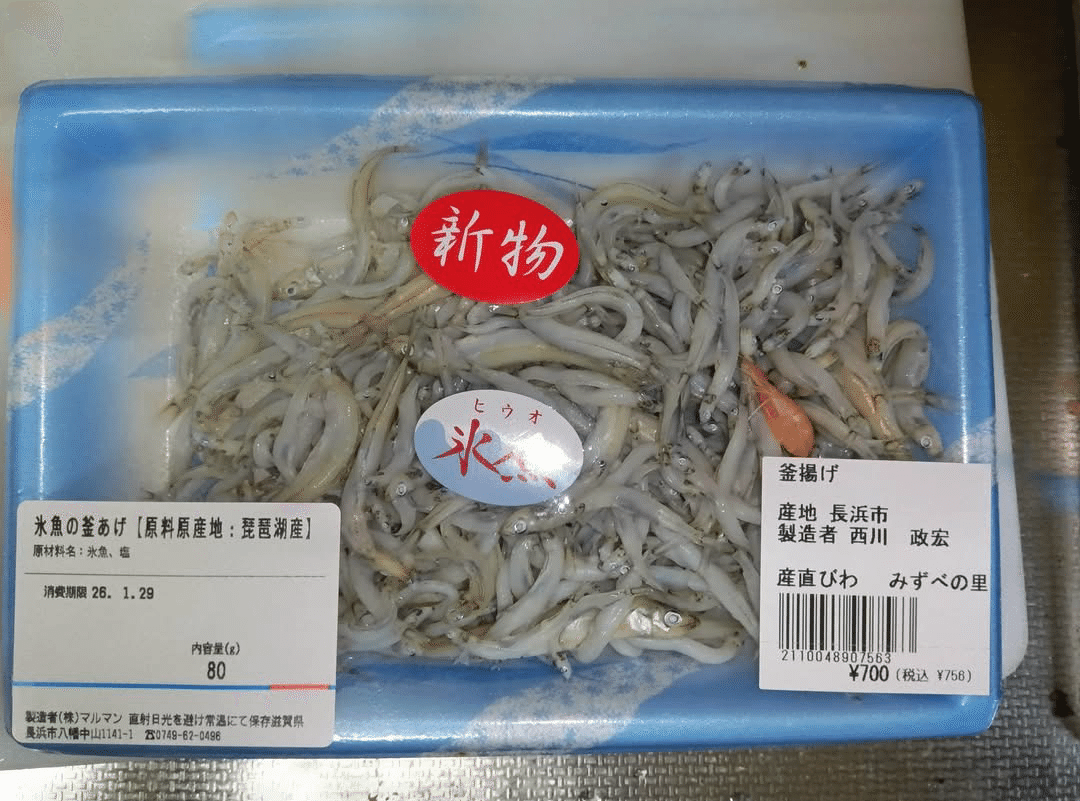 新物
ヒウオ
氷魚
氷魚の釜あげ【原料原産地：琵琶湖産】
原材料名：氷魚、塩
消費期限 26. 1.29
内容量(g)
80
製造者(株)マルマン 直射日光を避け常温にて保存滋賀県
長浜市八幡中山1141-1 ☎0749-62-0496
釜揚げ
産地 長浜市
製造者 西川 政宏
産直びわ みずべの里
2110048907563
¥700 (税込 ¥756)